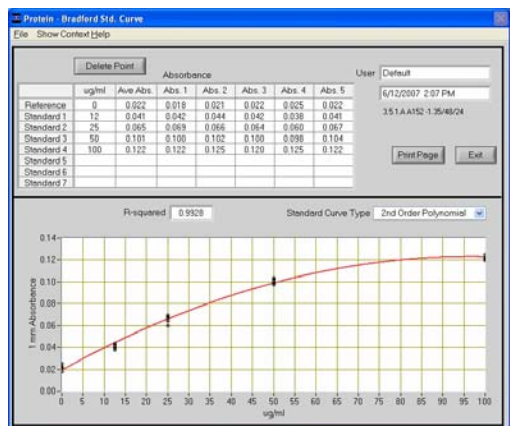 Protein - Bradford Std. Curve
File Show Context Help
Delete Point
Absorbance
User Default
6/12/2007 2:07 PM
3.5.1 A A152 -1.35/48/24
Print Page Exit
ug/ml Ave Abs. Abs. 1 Abs. 2 Abs. 3 Abs. 4 Abs. 5
Reference 0 0.022 0.018 0.021 0.022 0.025 0.022
Standard 1 12 0.041 0.042 0.044 0.042 0.038 0.041
Standard 2 25 0.065 0.069 0.066 0.064 0.060 0.067
Standard 3 50 0.101 0.100 0.102 0.100 0.098 0.104
Standard 4 100 0.122 0.122 0.125 0.120 0.125 0.122
Standard 5
Standard 6
Standard 7
R-squared 0.9928 Standard Curve Type 2nd Order Polynomial
1 mm Absorbance
0.14
0.12
0.10
0.08
0.06
0.04
0.02
0.00
0 5 10 15 20 25 30 35 40 45 50 55 60 65 70 75 80 85 90 95 100
ug/ml